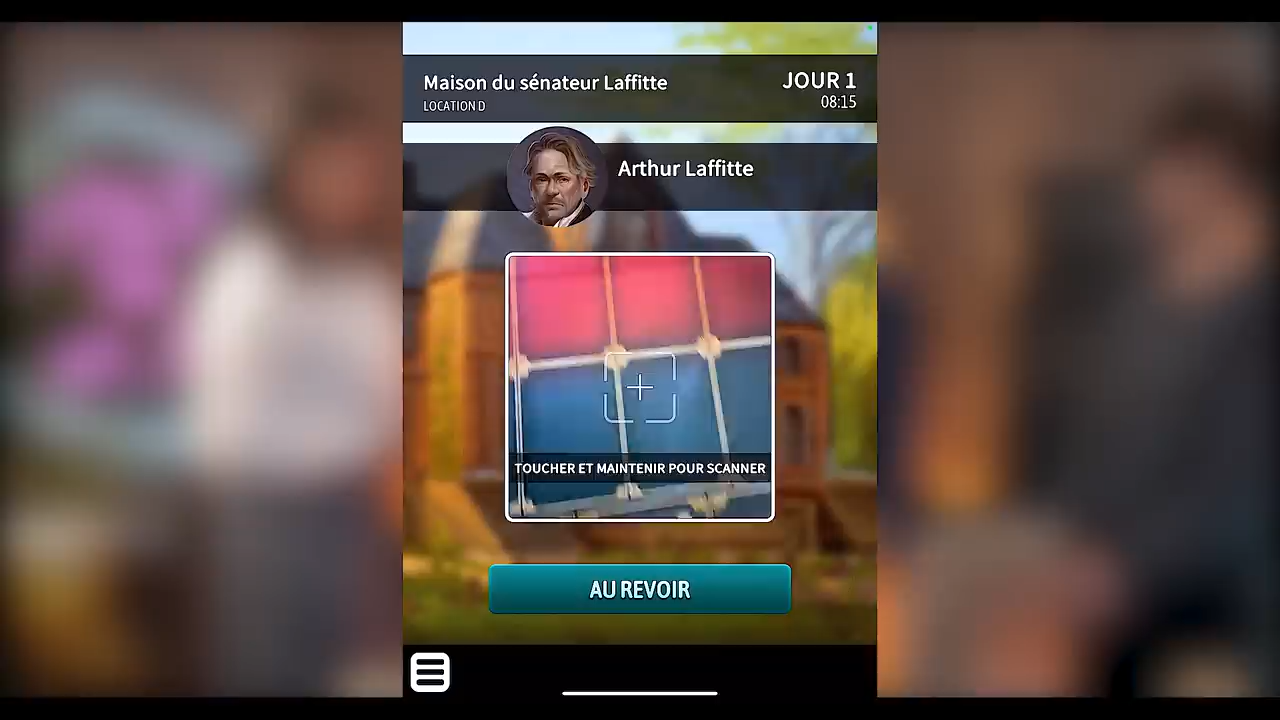 Maison du sénateur Laffitte
JOUR 1
LOCATION D
08:15
Arthur Laffitte
TOUCHER ET MAINTENIR POUR SCANNER
AU REVOIR